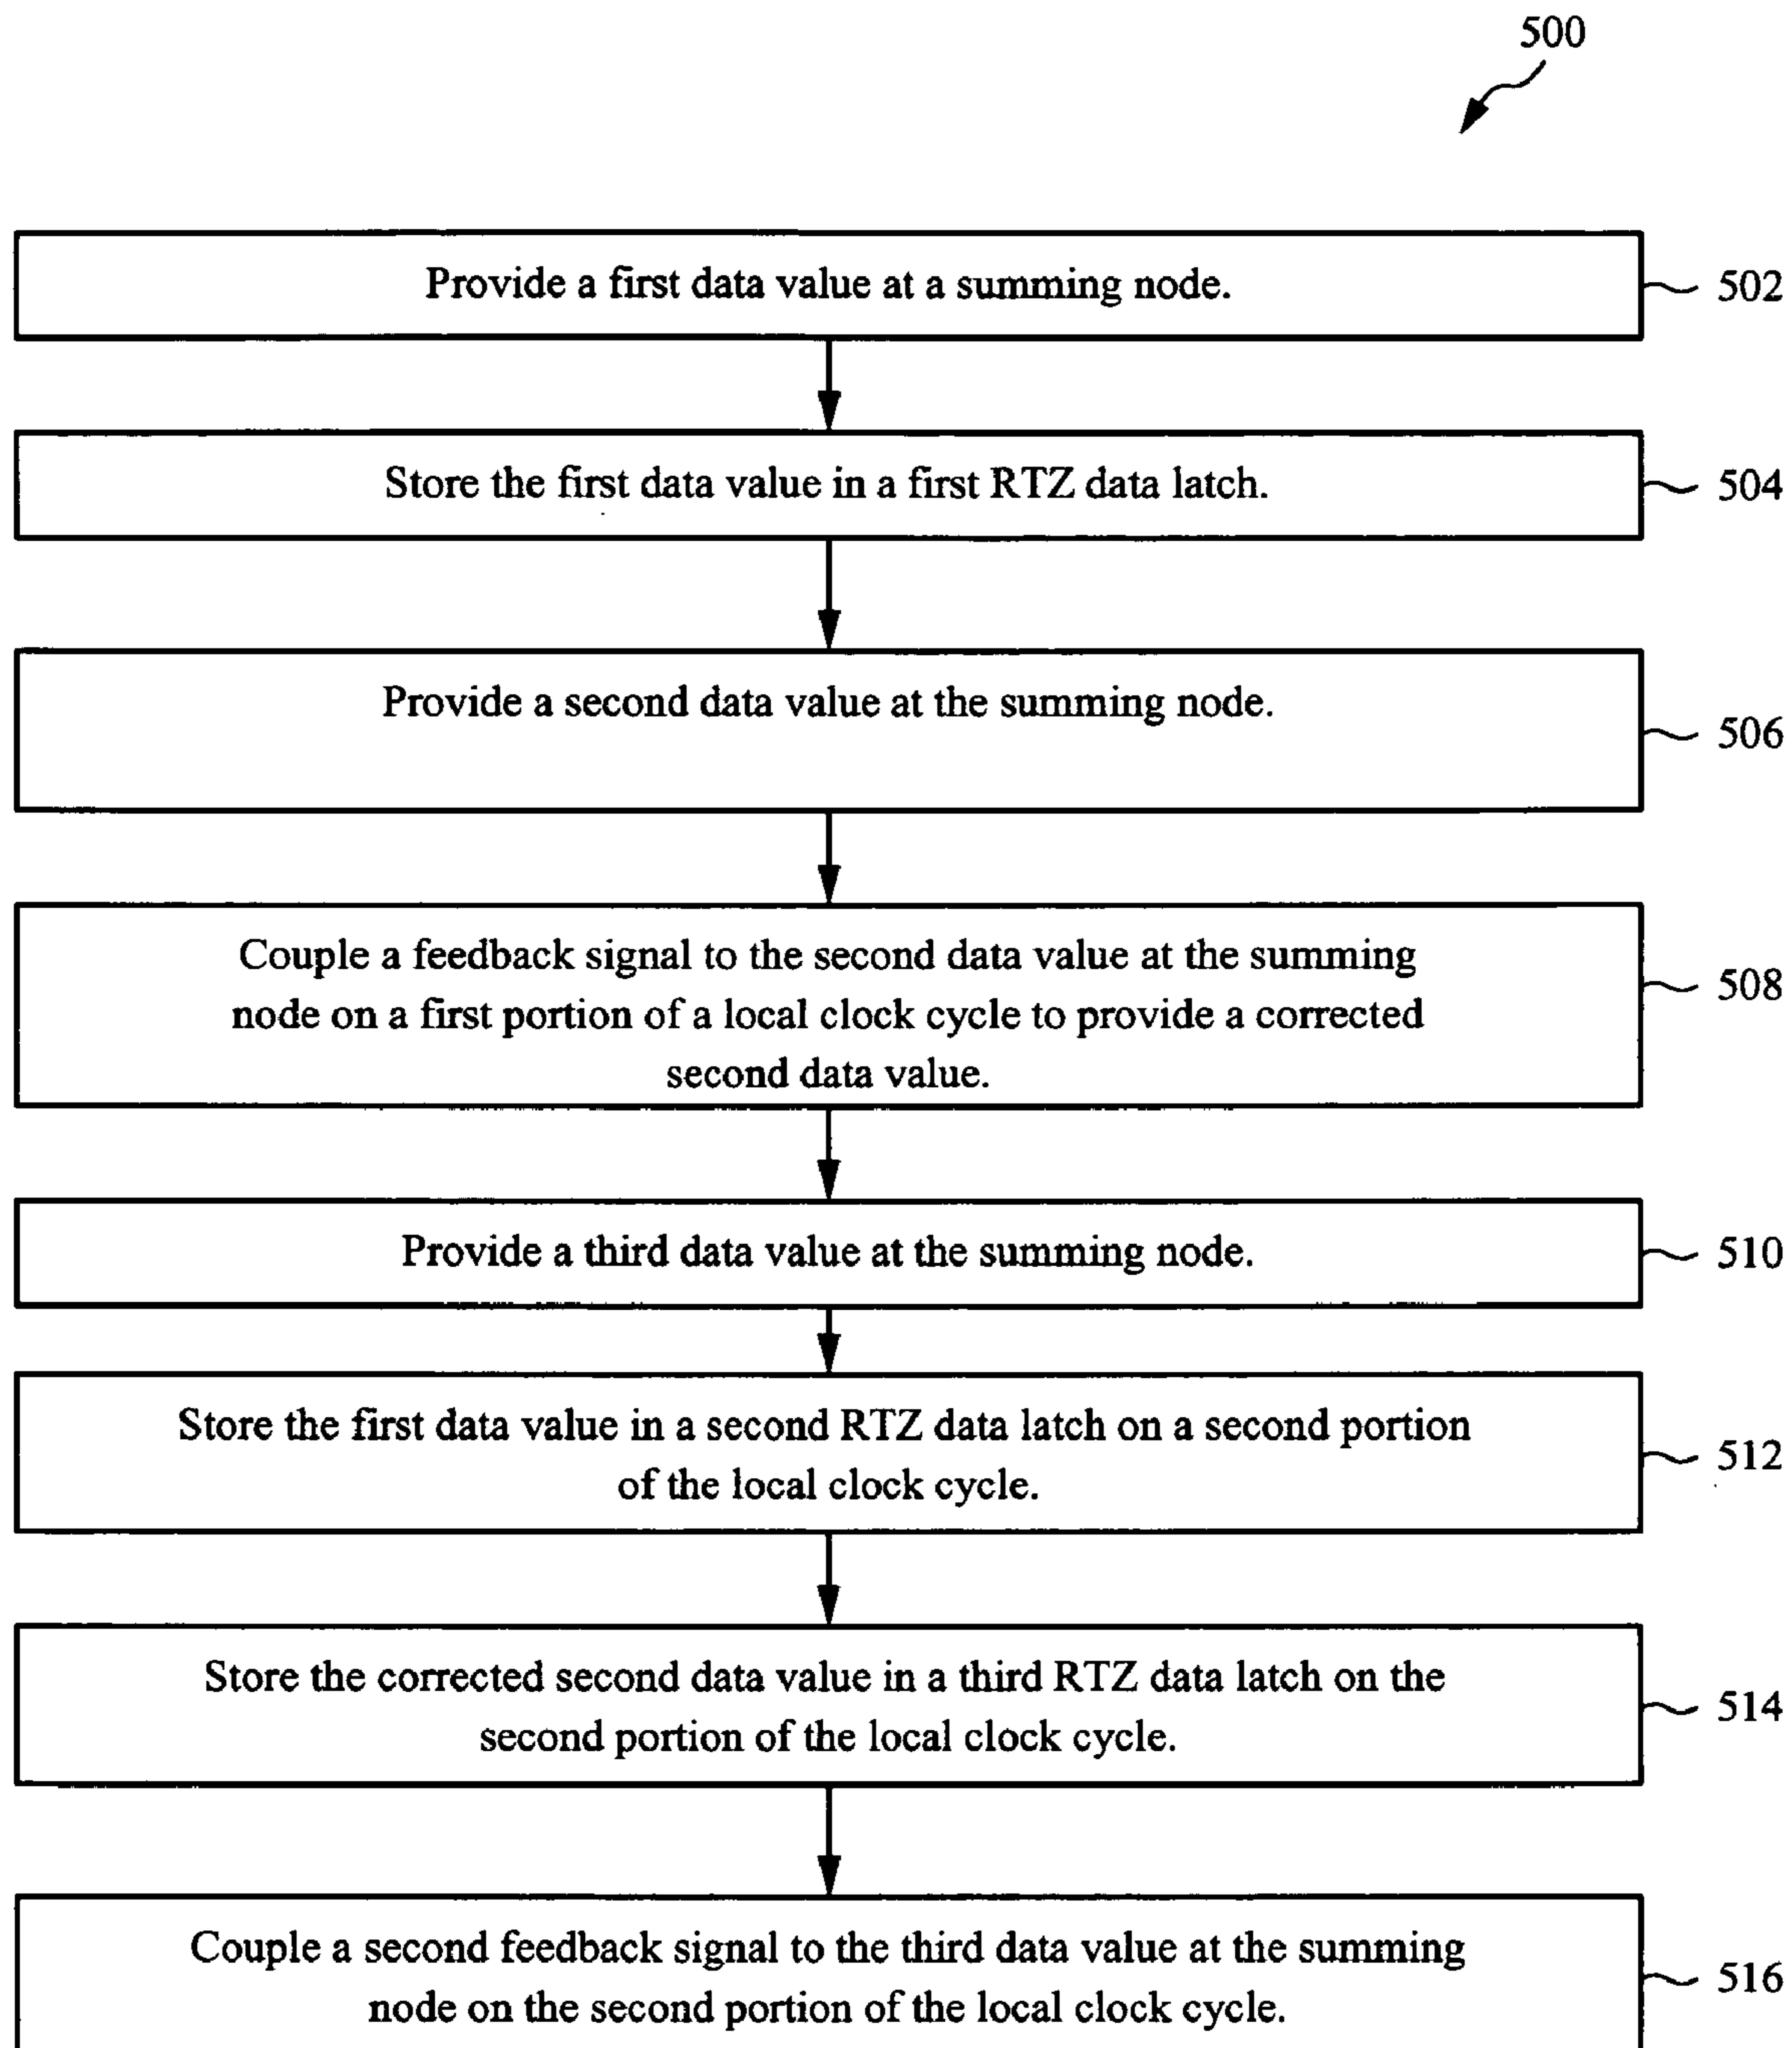 500
Provide a first data value at a summing node.
502
Store the first data value in a first RTZ data latch.
504
Provide a second data value at the summing node.
506
Couple a feedback signal to the second data value at the summing
node on a first portion of a local clock cycle to provide a corrected
second data value.
508
Provide a third data value at the summing node.
510
Store the first data value in a second RTZ data latch on a second portion
of the local clock cycle.
512
Store the corrected second data value in a third RTZ data latch on the
second portion of the local clock cycle.
514
Couple a second feedback signal to the third data value at the summing
node on the second portion of the local clock cycle.
516